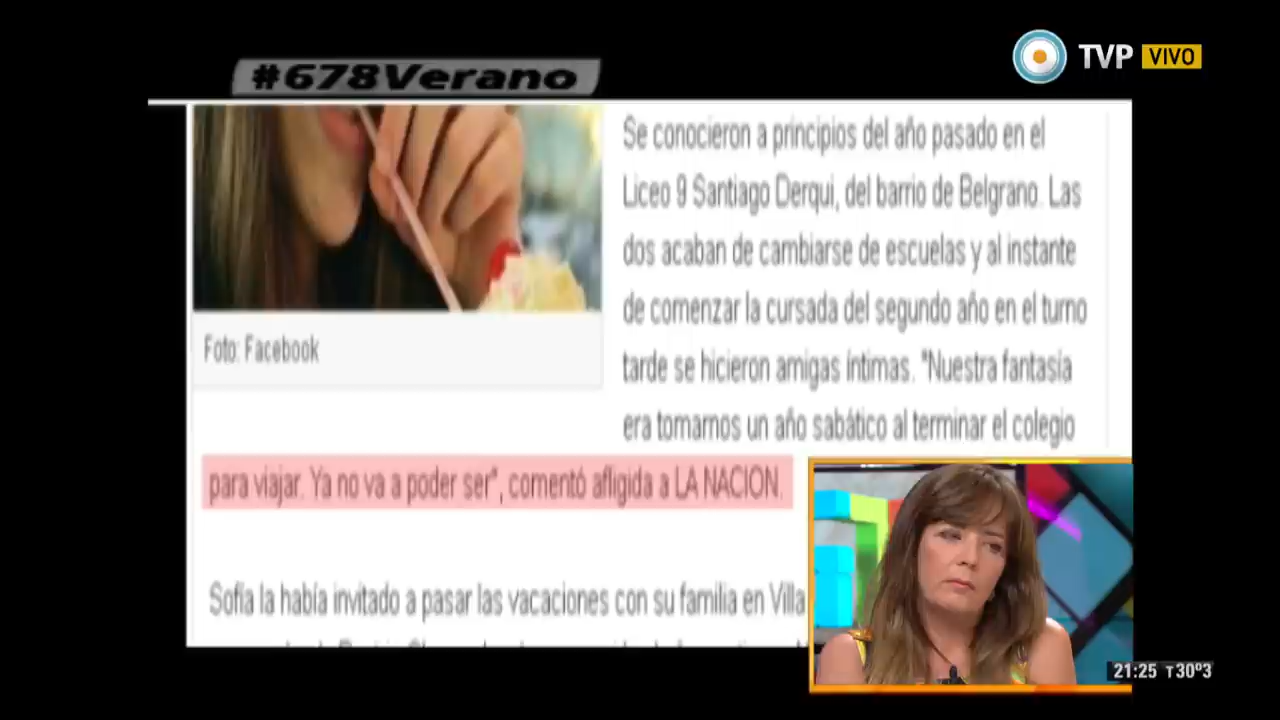 #678Verano
TVP VIVO
Se conocieron a principios del año pasado en el
Liceo 9 Santiago Derqui, del barrio de Belgrano. Las
dos acaban de cambiarse de escuelas y al instante
de comenzar la cursada del segundo año en el turno
tarde se hicieron amigas íntimas. "Nuestra fantasía
era tomarnos un año sabático al terminar el colegio
Foto: Facebook
para viajar. Ya no va a poder ser", comentó afligida a LA NACION.
Sofía la había invitado a pasar las vacaciones con su familia en Villa
21:25 T30º3